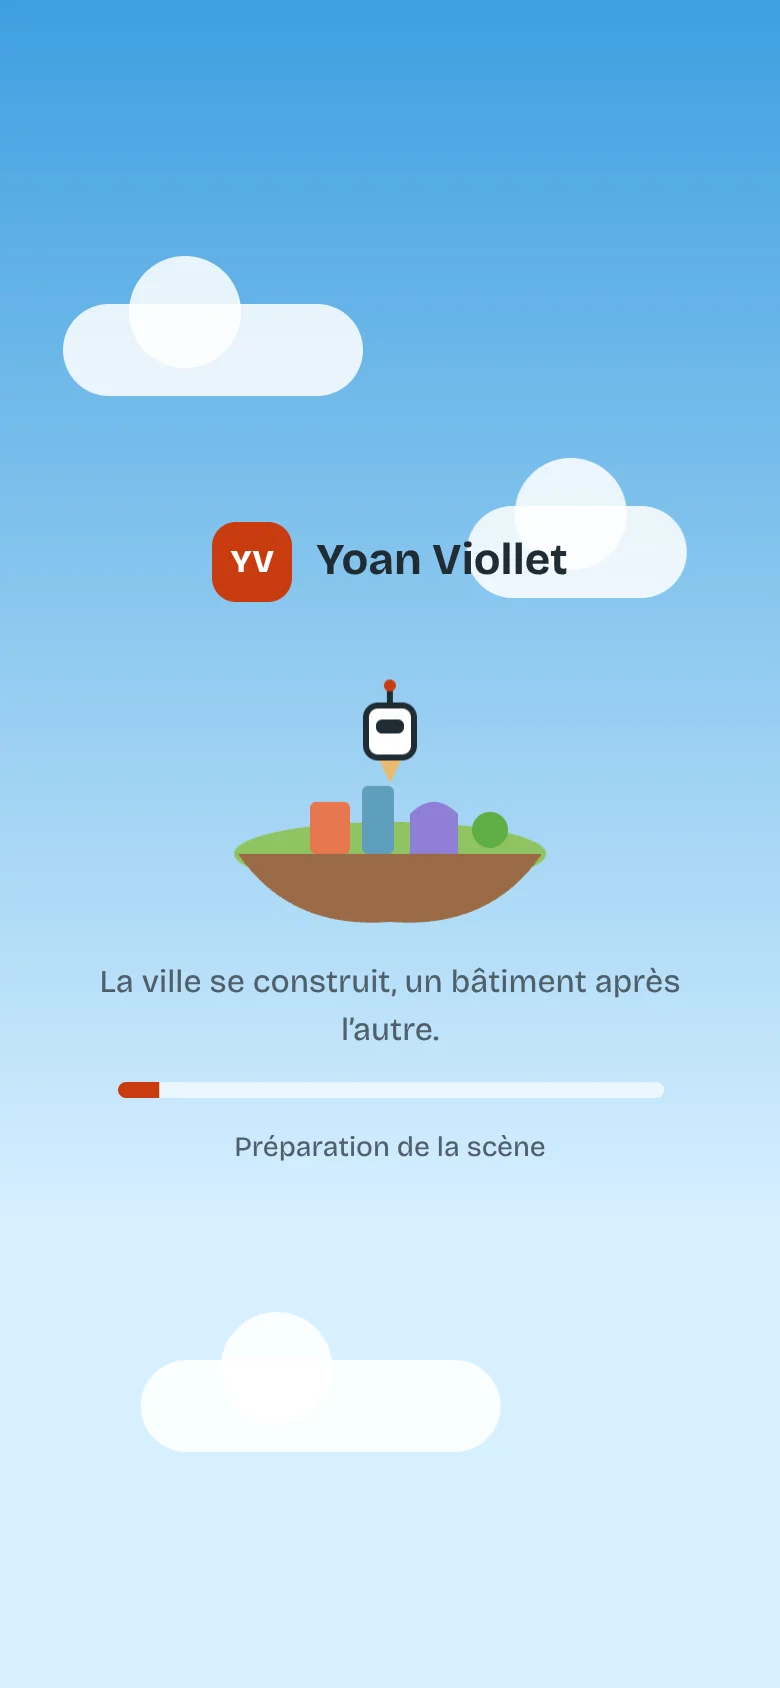 YV
Yoan Viollet
La ville se construit, un bâtiment après
l’autre.
Préparation de la scène